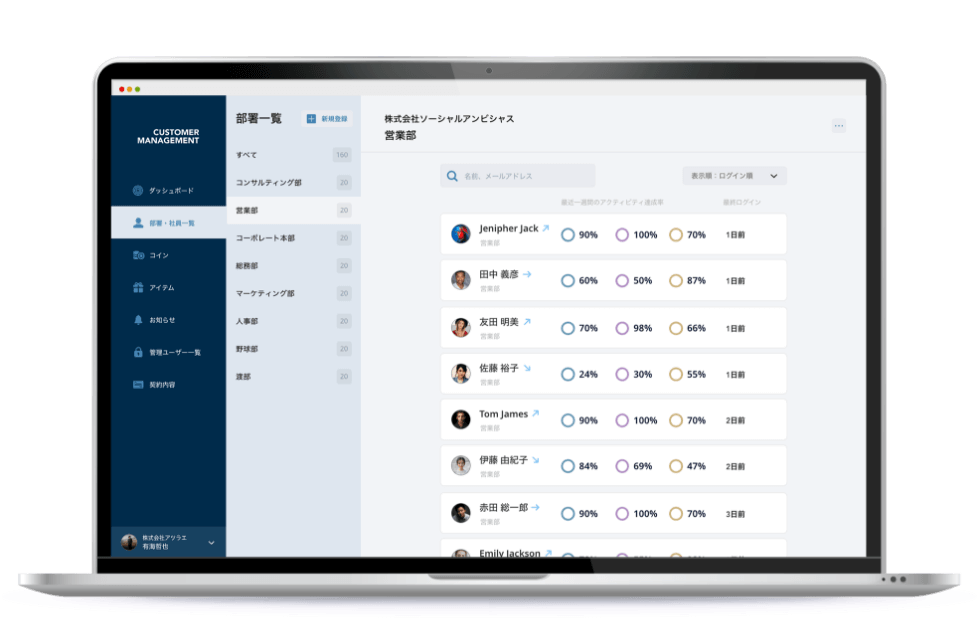 CUSTOMER
MANAGEMENT
ダッシュボード
部署・社員一覧
コイン
アイテム
お知らせ
管理ユーザー一覧
契約内容
株式会社アツラエ
有海哲也
部署一覧
新規登録
すべて 160
コンサルティング部 20
営業部 20
コーポレート本部 20
総務部 20
マーケティング部 20
人事部 20
野球部 20
渡部 20
株式会社ソーシャルアンビシャス
営業部
名前、メールアドレス
表示順：ログイン順
最近一週間のアクティビティ達成率 最終ログイン
Jenipher Jack 90% 100% 70% 1日前
営業部
田中 義彦 60% 50% 87% 1日前
営業部
友田 明美 70% 98% 66% 1日前
営業部
佐藤 裕子 24% 30% 55% 1日前
営業部
Tom James 90% 100% 70% 2日前
営業部
伊藤 由紀子 84% 69% 47% 2日前
営業部
赤田 総一郎 90% 100% 70% 3日前
営業部
Emily Jackson